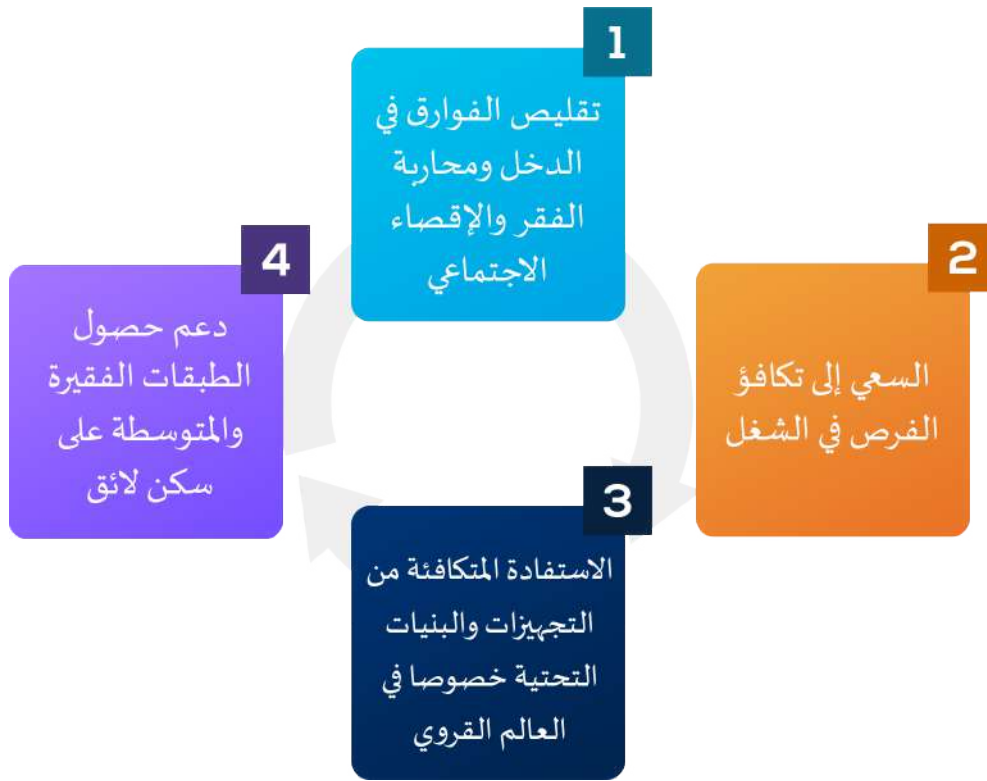 1
تقليص الفوارق في
الدخل ومحاربة
الفقر والإقصاء
الاجتماعي
2
السعي إلى تكافؤ
الفرص في الشغل
3
الاستفادة المتكافئة من
التجهيزات والبنيات
التحتية خصوصا في
العالم القروي
4
دعم حصول
الطبقات الفقيرة
والمتوسطة على
سكن لائق